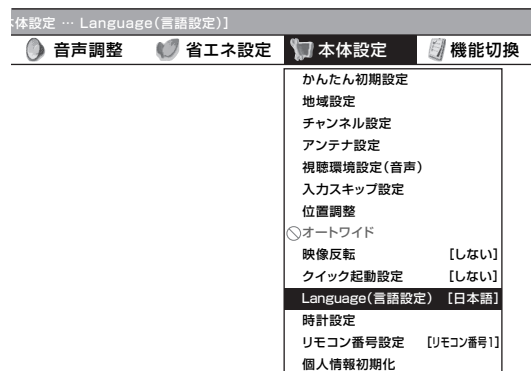 体設定 … Language(言語設定)]
音声調整 省エネ設定 本体設定 機能切換
かんたん初期設定
地域設定
チャンネル設定
アンテナ設定
視聴環境設定(音声)
入力スキップ設定
位置調整
オートワイド
映像反転 [しない]
クイック起動設定 [しない]
Language(言語設定) [日本語]
時計設定
リモコン番号設定 [リモコン番号1]
個人情報初期化